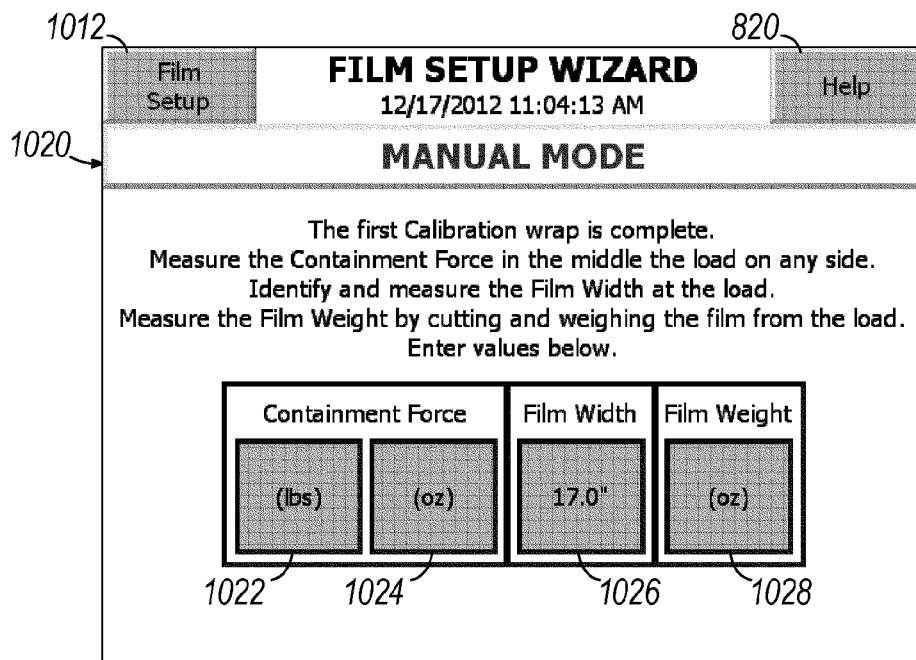 1012
820
Film
Setup
FILM SETUP WIZARD
12/17/2012 11:04:13 AM
Help
1020
MANUAL MODE
The first Calibration wrap is complete.
Measure the Containment Force in the middle the load on any side.
Identify and measure the Film Width at the load.
Measure the Film Weight by cutting and weighing the film from the load.
Enter values below.
Containment Force
Film Width
Film Weight
(lbs)
(oz)
17.0"
(oz)
1022
1024
1026
1028